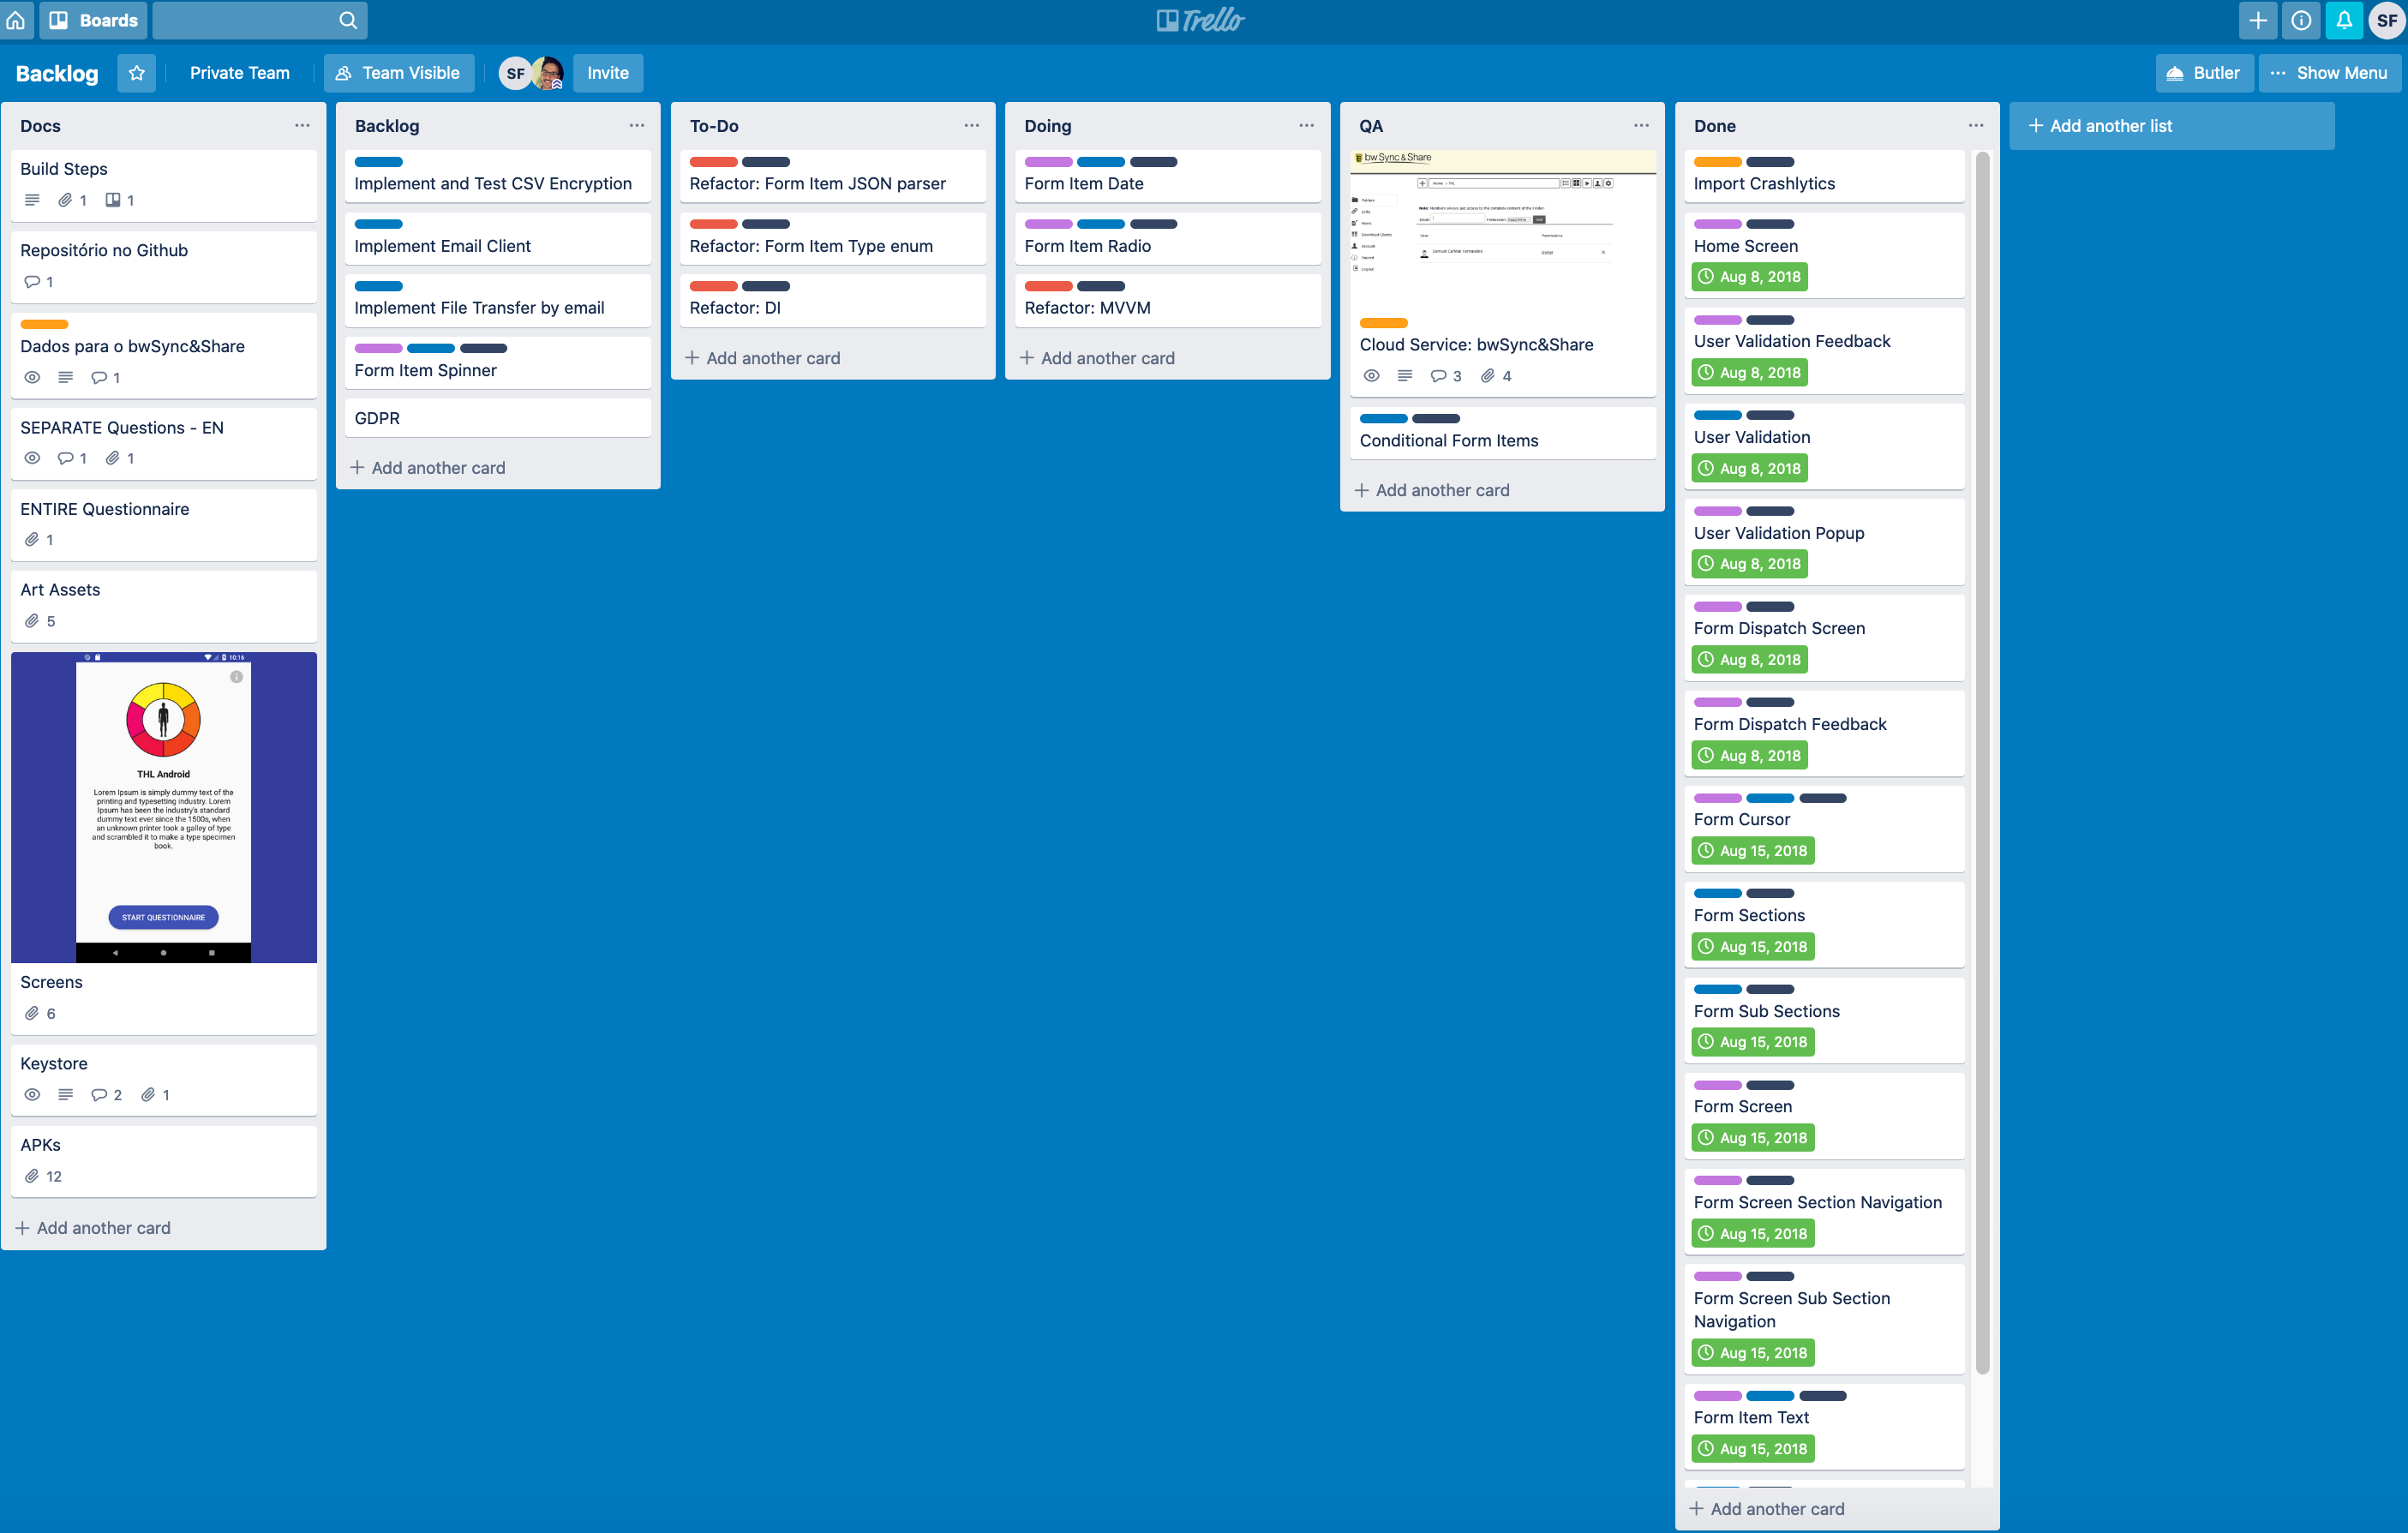 Boards
Trello
SF
Backlog
Private Team
Team Visible
SF
Invite
Butler
Show Menu
Docs
Build Steps
1 1
Repositório no Github
1
Dados para o bwSync&Share
1
SEPARATE Questions - EN
1 1
ENTIRE Questionnaire
1
Art Assets
5
10:16
THL Android
Lorem Ipsum is simply dummy text of the
printing and typesetting industry. Lorem
Ipsum has been the industry's standard
dummy text ever since the 1500s, when
an unknown printer took a galley of type
and scrambled it to make a type specimen
book.
START QUESTIONNAIRE
Screens
6
Keystore
2 1
APKs
12
Add another card
Backlog
Implement and Test CSV Encryption
Implement Email Client
Implement File Transfer by email
Form Item Spinner
GDPR
Add another card
To-Do
Refactor: Form Item JSON parser
Refactor: Form Item Type enum
Refactor: DI
Add another card
Doing
Form Item Date
Form Item Radio
Refactor: MVVM
Add another card
QA
bwSync&Share
Cloud Service: bwSync&Share
3 4
Conditional Form Items
Add another card
Done
Import Crashlytics
Home Screen
Aug 8, 2018
User Validation Feedback
Aug 8, 2018
User Validation
Aug 8, 2018
User Validation Popup
Aug 8, 2018
Form Dispatch Screen
Aug 8, 2018
Form Dispatch Feedback
Aug 8, 2018
Form Cursor
Aug 15, 2018
Form Sections
Aug 15, 2018
Form Sub Sections
Aug 15, 2018
Form Screen
Aug 15, 2018
Form Screen Section Navigation
Aug 15, 2018
Form Screen Sub Section
Navigation
Aug 15, 2018
Form Item Text
Aug 15, 2018
Add another card
Add another list